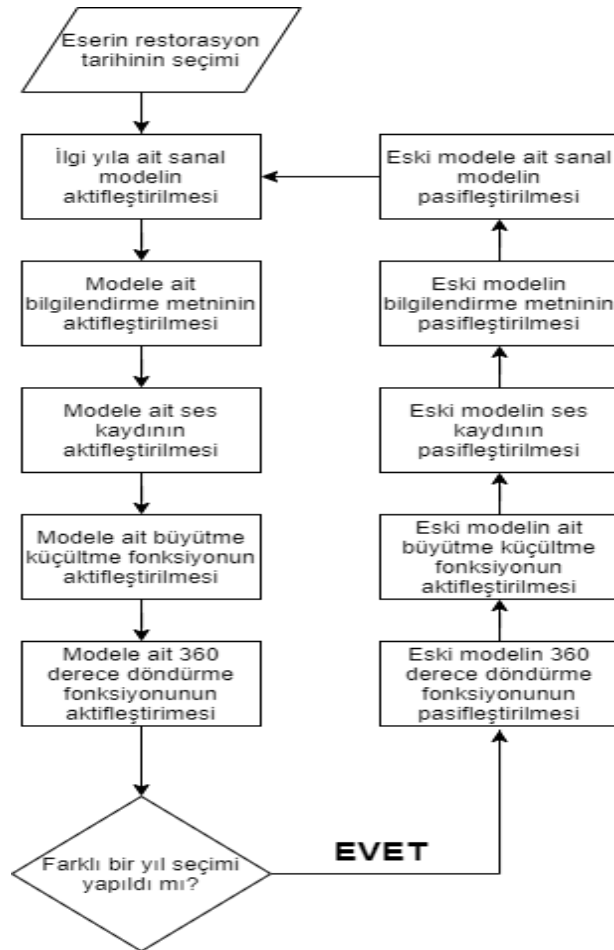 Eserin restorasyon
tarihinin seçimi
İlgi yıla ait sanal
modelin
aktifleştirilmesi
Modele ait
bilgilendirme metninin
aktifleştirilmesi
Modele ait ses
kaydının
aktifleştirilmesi
Modele ait büyütme
küçültme fonksiyonun
aktifleştirilmesi
Modele ait 360
derece döndürme
fonksiyonunun
aktifleştirimesi
Farklı bir yıl seçimi
yapıldı mı?
EVET
Eski modelin 360
derece döndürme
fonksiyonunun
pasifleştirilmesi
Eski modelin ait
büyütme küçültme
fonksiyonun
aktifleştirilmesi
Eski modelin ses
kaydının
pasifleştirilmesi
Eski modelin
bilgilendirme metninin
pasifleştirilmesi
Eski modele ait sanal
modelin
pasifleştirilmesi